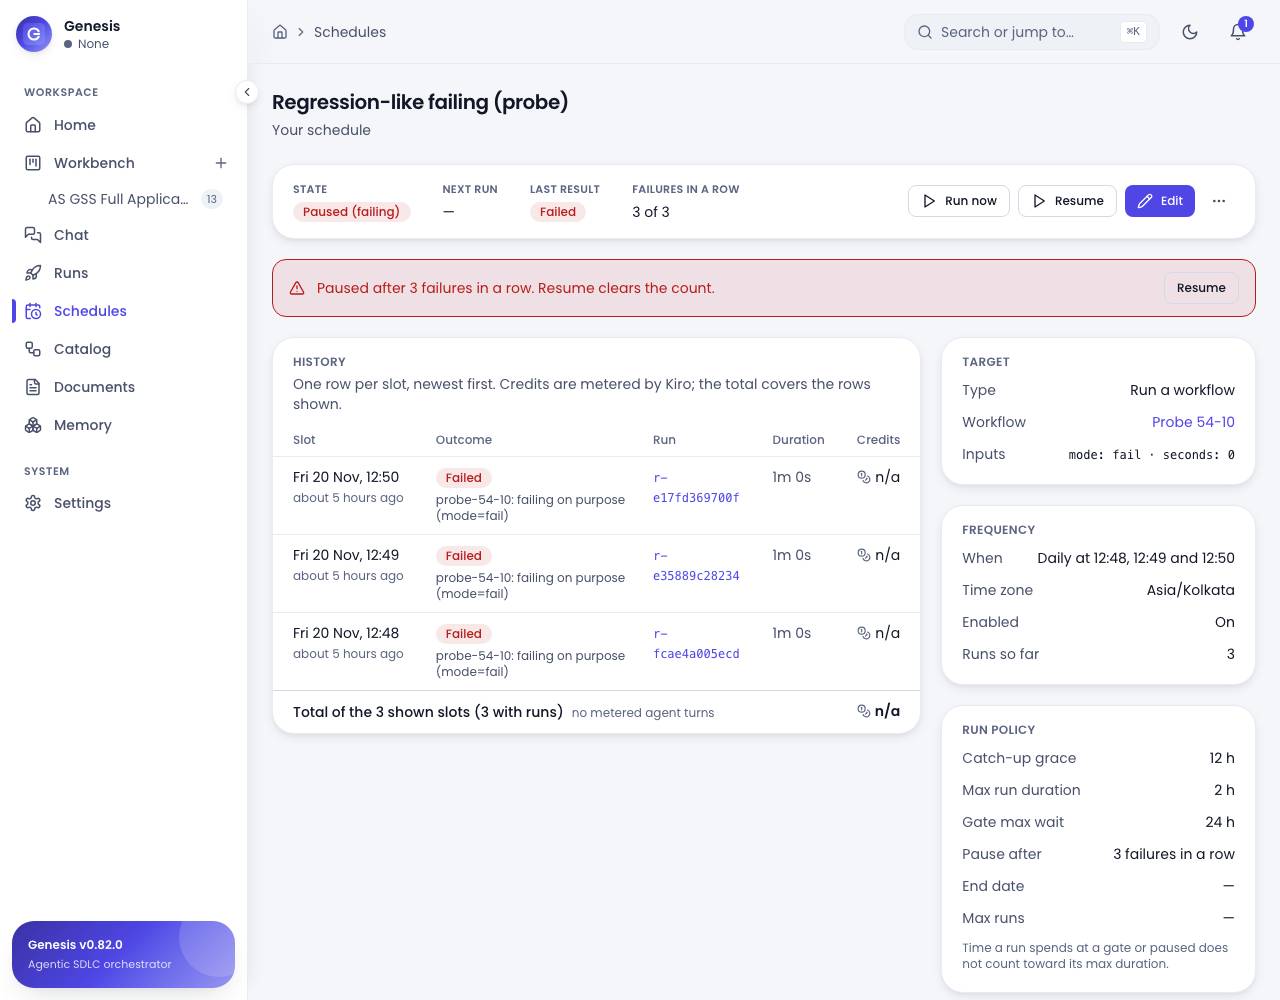 Genesis
None
WORKSPACE
Home
Workbench
AS GSS Full Applica...
13
Chat
Runs
Schedules
Catalog
Documents
Memory
SYSTEM
Settings
Genesis v0.82.0
Agentic SDLC orchestrator
Schedules
Search or jump to...
⌘K
1
Regression-like failing (probe)
Your schedule
STATE
Paused (failing)
NEXT RUN
—
LAST RESULT
Failed
FAILURES IN A ROW
3 of 3
Run now
Resume
Edit
Paused after 3 failures in a row. Resume clears the count.
Resume
HISTORY
One row per slot, newest first. Credits are metered by Kiro; the total covers the rows
shown.
Slot Outcome Run Duration Credits
Fri 20 Nov, 12:50 Failed r- 1m 0s n/a
about 5 hours ago probe-54-10: failing on purpose e17fd369700f
(mode=fail)
Fri 20 Nov, 12:49 Failed r- 1m 0s n/a
about 5 hours ago probe-54-10: failing on purpose e35889c28234
(mode=fail)
Fri 20 Nov, 12:48 Failed r- 1m 0s n/a
about 5 hours ago probe-54-10: failing on purpose fcae4a005ecd
(mode=fail)
Total of the 3 shown slots (3 with runs) no metered agent turns n/a
TARGET
Type Run a workflow
Workflow Probe 54-10
Inputs mode: fail · seconds: 0
FREQUENCY
When Daily at 12:48, 12:49 and 12:50
Time zone Asia/Kolkata
Enabled On
Runs so far 3
RUN POLICY
Catch-up grace 12 h
Max run duration 2 h
Gate max wait 24 h
Pause after 3 failures in a row
End date —
Max runs —
Time a run spends at a gate or paused does
not count toward its max duration.